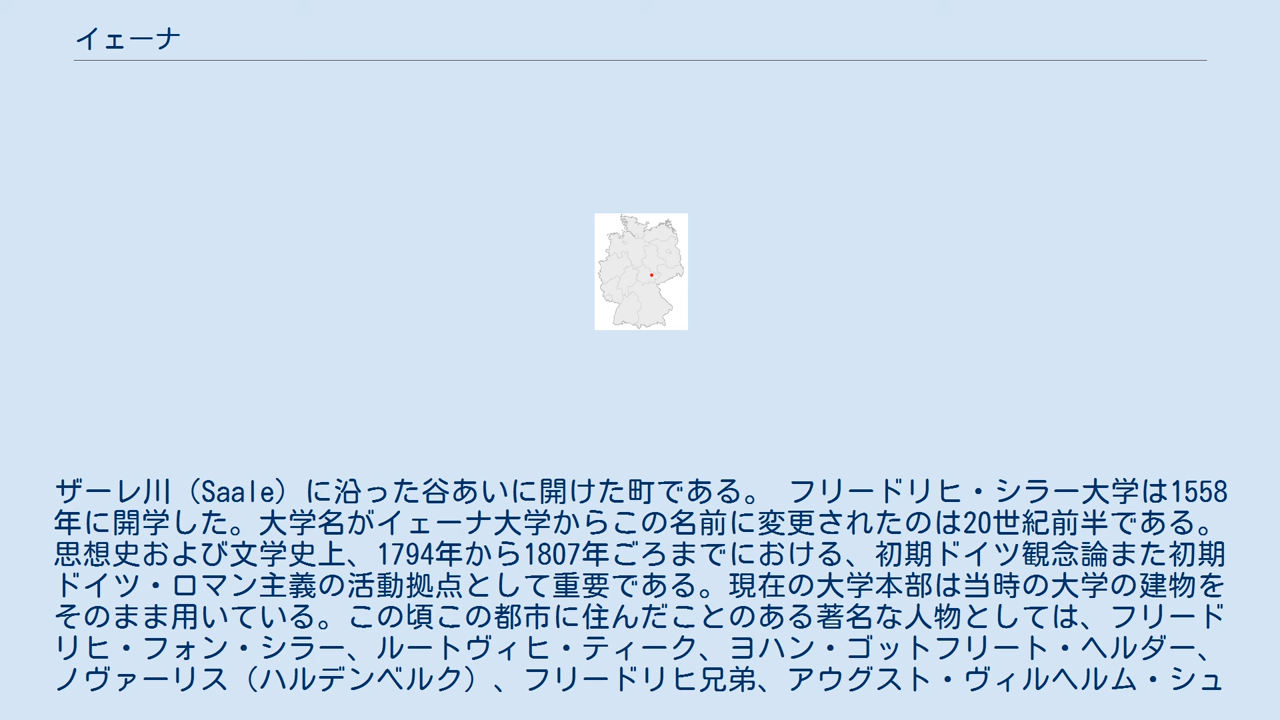 イェーナ
ザーレ川（Saale）に沿った谷あいに開けた町である。 フリードリヒ・シラー大学は1558
年に開学した。大学名がイェーナ大学からこの名前に変更されたのは20世紀前半である。
思想史および文学史上、1794年から1807年ごろまでにおける、初期ドイツ観念論また初期
ドイツ・ロマン主義の活動拠点として重要である。現在の大学本部は当時の大学の建物を
そのまま用いている。この頃この都市に住んだことのある著名な人物としては、フリード
リヒ・フォン・シラー、ルートヴィヒ・ティーク、ヨハン・ゴットフリート・ヘルダー、
ノヴァーリス（ハルデンベルク）、フリードリヒ兄弟、アウグスト・ヴィルヘルム・シュ